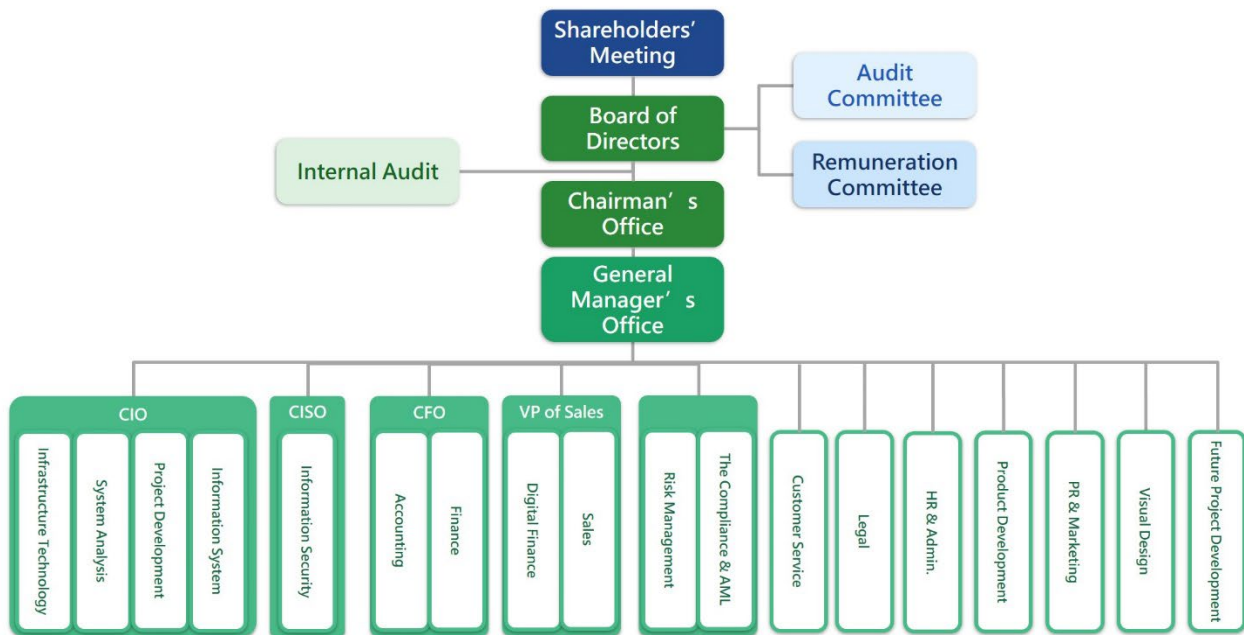 Shareholders’
Meeting
Audit
Committee
Board of
Directors
Internal Audit
Remuneration
Committee
Chairman’s
Office
General
Manager’s
Office
CIO
Infrastructure Technology
System Analysis
Project Development
Information System
CISO
Information Security
CFO
Accounting
Finance
VP of Sales
Digital Finance
Sales
Risk Management
The Compliance & AML
Customer Service
Legal
HR & Admin.
Product Development
PR & Marketing
Visual Design
Future Project Development